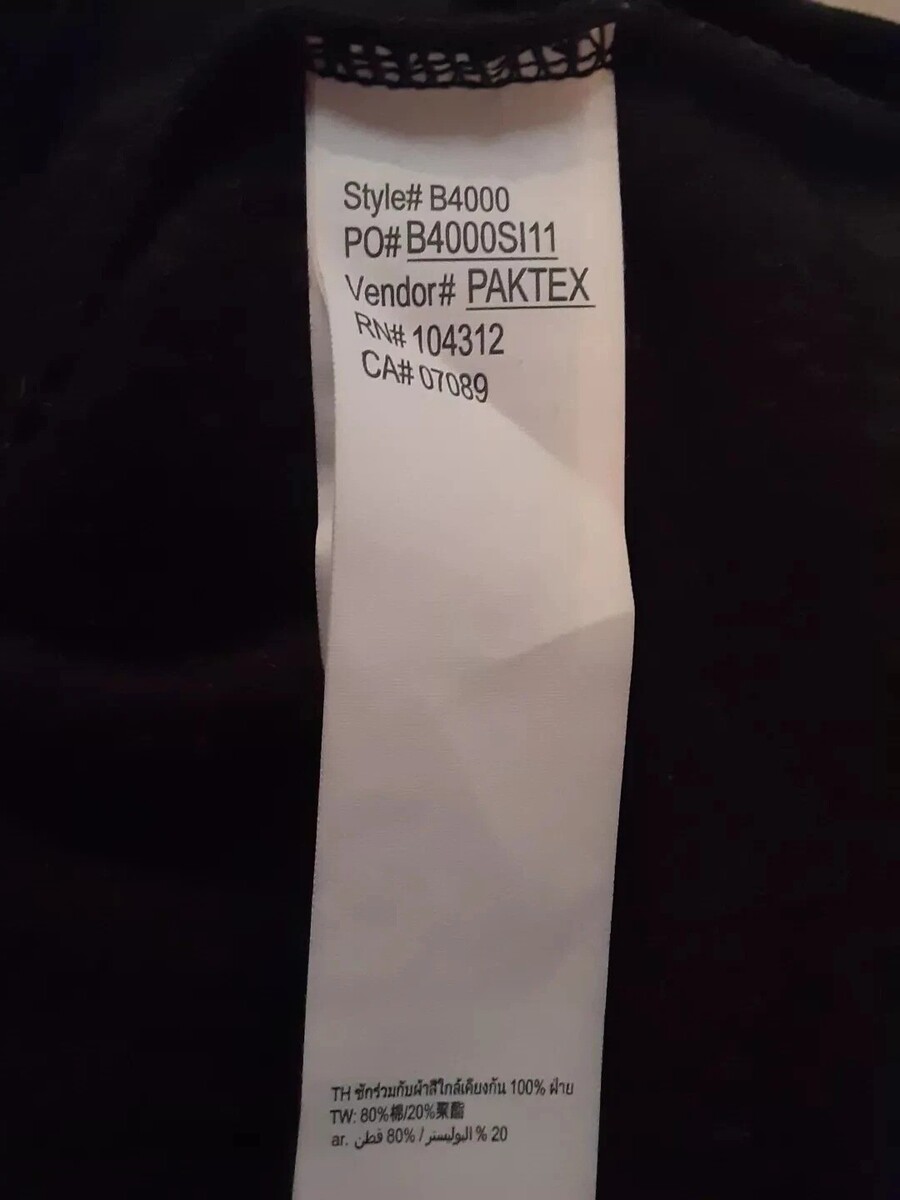 Style# B4000
PO# B4000SI11
Vendor# PAKTEX
RN# 104312
CA# 07089
TH ซักร่วมกับผ้าสีใกล้เคียงกัน 100% ฝ้าย
TW: 80%棉/20%聚酯
ar. 20 % البوليستر / 80% قطن